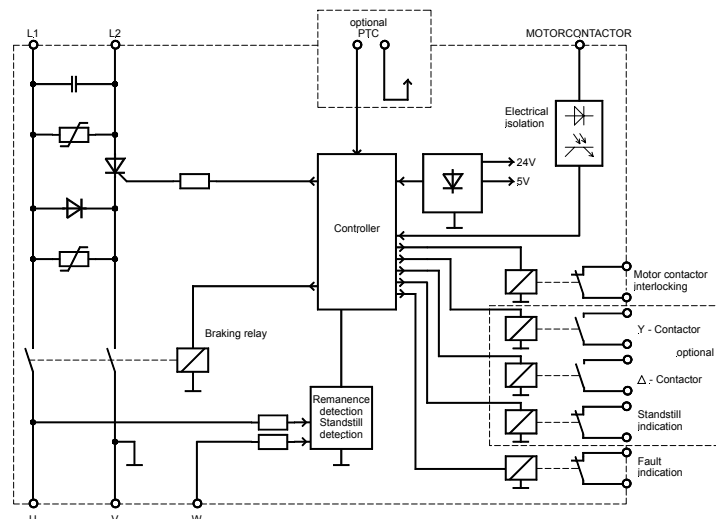 L1
L2
optional
PTC
MOTORCONTACTOR
Electrical
isolation
24V
5V
Controller
Motor contactor
interlocking
Braking relay
Y - Contactor
optional
Δ - Contactor
Remanence
detection
Standstill
detection
Standstill
indication
Fault
indication
U
V
W